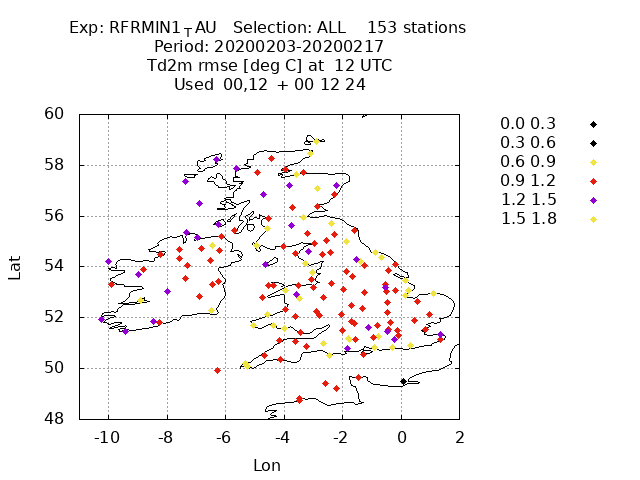 Exp: RFRMIN1_TAU Selection: ALL 153 stations
Period: 20200203-20200217
Td2m rmse [deg C] at 12 UTC
Used 00,12 + 00 12 24
60
58
56
54
52
50
48
-10 -8 -6 -4 -2 0 2
Lat
Lon
0.0 0.3
0.3 0.6
0.6 0.9
0.9 1.2
1.2 1.5
1.5 1.8